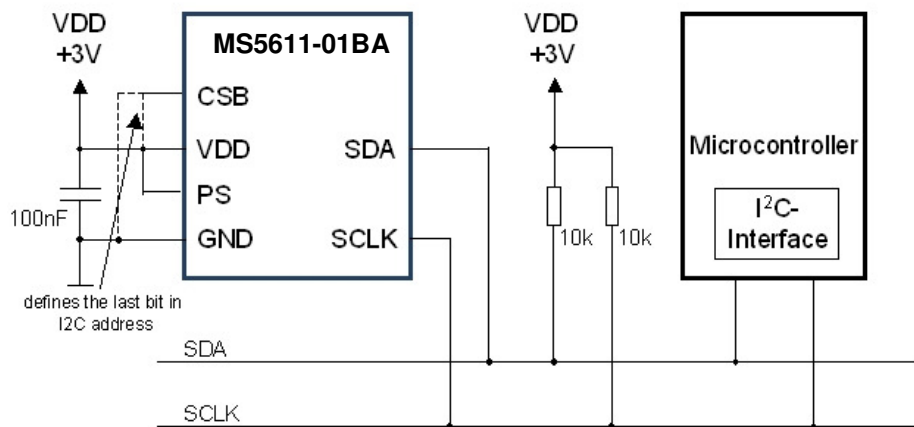 VDD
+3V
MS5611-01BA
CSB
VDD
PS
GND
SDA
SCLK
100nF
defines the last bit in
I2C address
VDD
+3V
10k
10k
Microcontroller
I²C-
Interface
SDA
SCLK